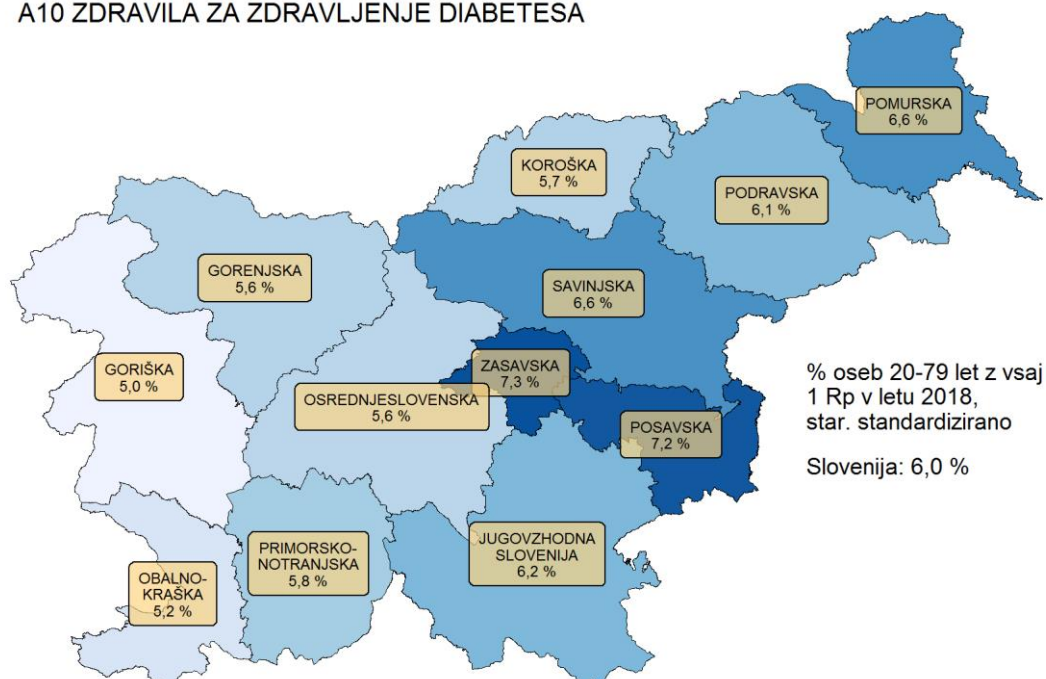 A10 ZDRAVILA ZA ZDRAVLJENJE DIABETESA
POMURSKA
6,6 %
KOROŠKA
5,7 %
PODRAVSKA
6,1 %
GORENJSKA
5,6 %
SAVINJSKA
6,6 %
GORIŠKA
5,0 %
ZASAVSKA
7,3 %
OSREDNJESLOVENSKA
5,6 %
POSAVSKA
7,2 %
% oseb 20-79 let z vsaj
1 Rp v letu 2018,
star. standardizirano
Slovenija: 6,0 %
JUGOVZHODNA
SLOVENIJA
6,2 %
PRIMORSKO-
NOTRANJSKA
5,8 %
OBALNO-
KRAŠKA
5,2 %